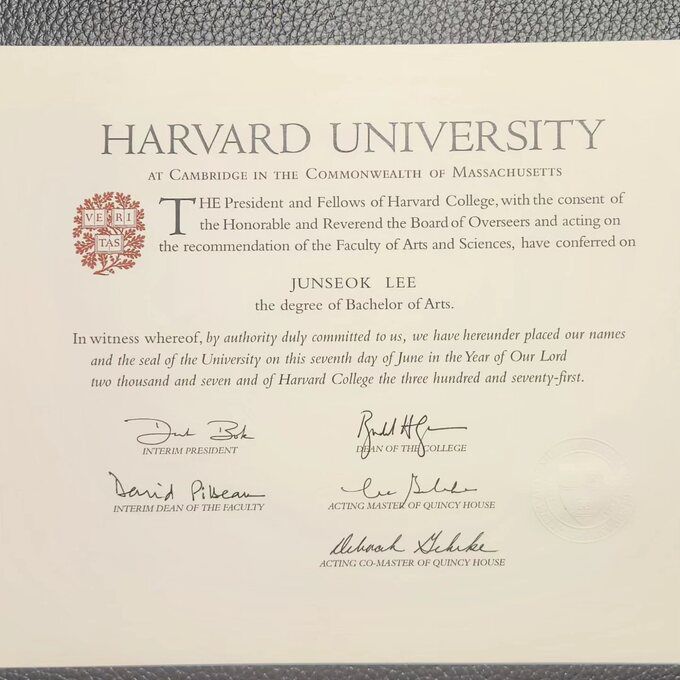 HARVARD UNIVERSITY
AT CAMBRIDGE IN THE COMMONWEALTH OF MASSACHUSETTS
VE RI
TAS
THE President and Fellows of Harvard College, with the consent of
the Honorable and Reverend the Board of Overseers and acting on
the recommendation of the Faculty of Arts and Sciences, have conferred on
JUNSEOK LEE
the degree of Bachelor of Arts.
In witness whereof, by authority duly committed to us, we have hereunder placed our names
and the seal of the University on this seventh day of June in the Year of Our Lord
two thousand and seven and of Harvard College the three hundred and seventy-first.
Bok
INTERIM PRESIDENT
DEAN OF THE COLLEGE
David Pilbeam
INTERIM DEAN OF THE FACULTY
ACTING MASTER OF QUINCY HOUSE
Deborah Gehrke
ACTING CO-MASTER OF QUINCY HOUSE